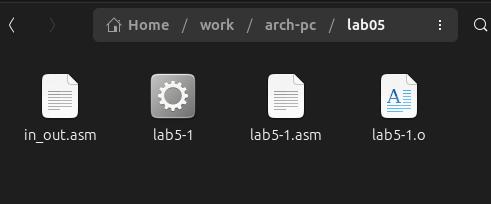 Home / work / arch-pc / lab05
in_out.asm lab5-1 lab5-1.asm lab5-1.o